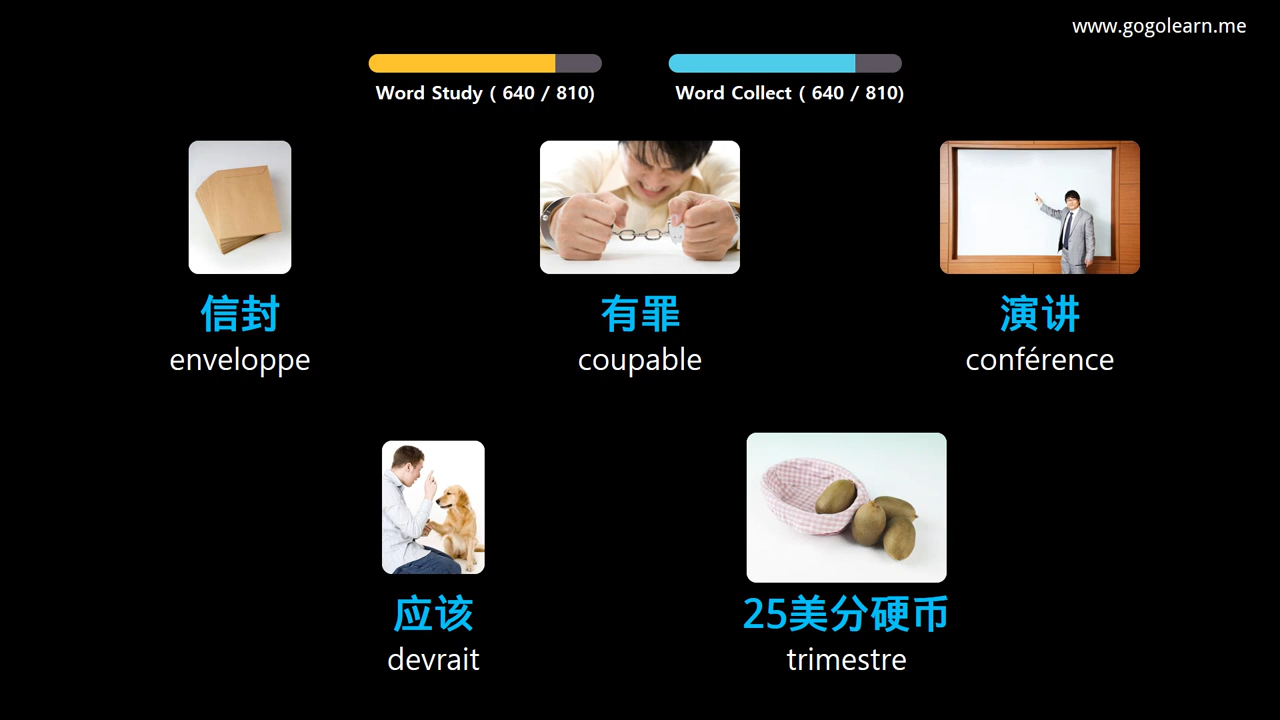 www.gogolearn.me
Word Study ( 640 / 810)
Word Collect ( 640 / 810)
信封
enveloppe
有罪
coupable
演讲
conférence
应该
devrait
25美分硬币
trimestre